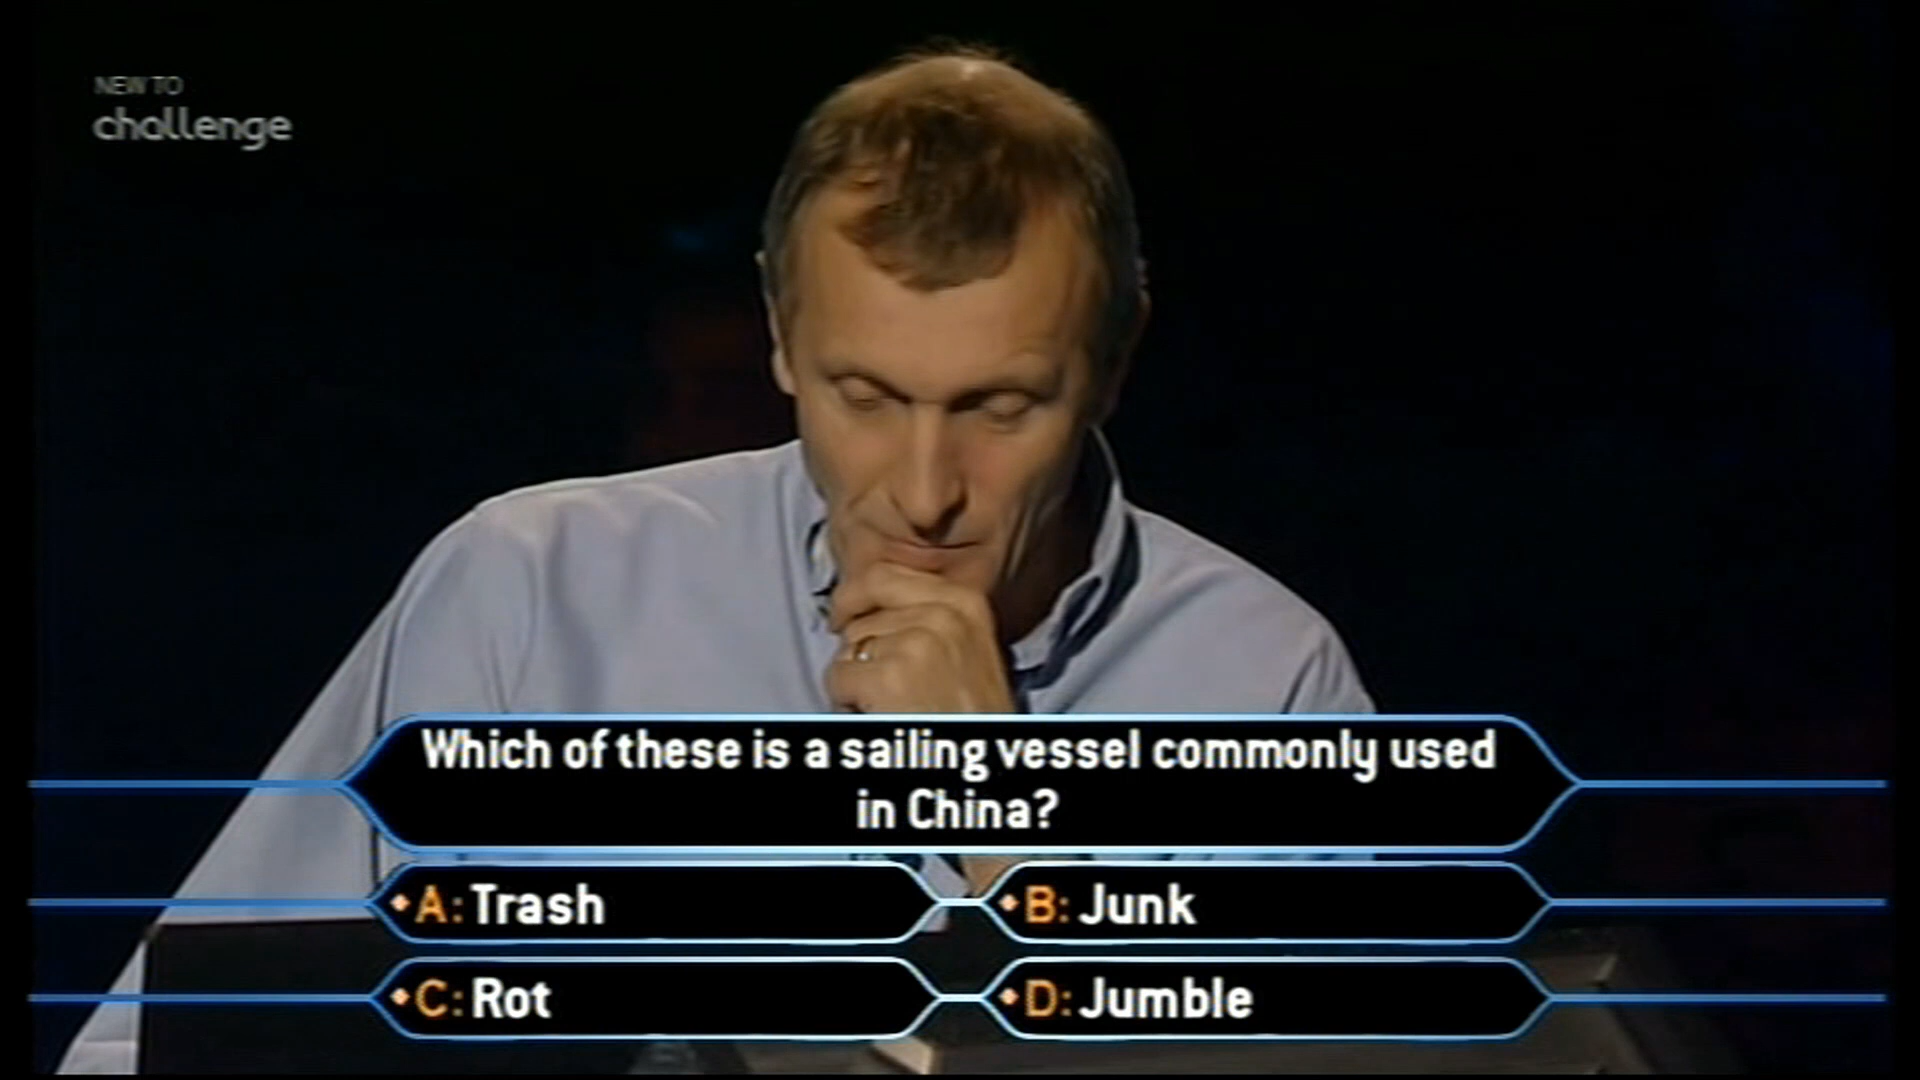 NEW TO
challenge
Which of these is a sailing vessel commonly used
in China?
A: Trash
B: Junk
C: Rot
D: Jumble